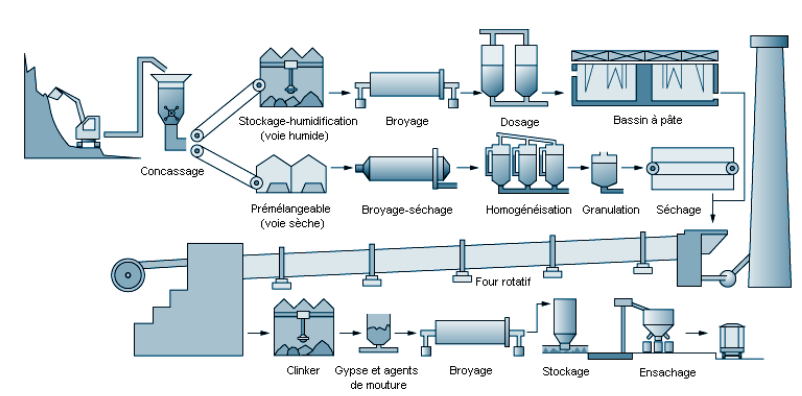 Stockage-humidification
(voie humide)
Broyage
Dosage
Bassin à pâte
Concassage
Prémélangeable
(voie sèche)
Broyage-séchage
Homogénéisation
Granulation
Séchage
Four rotatif
Clinker
Gypse et agents
de mouture
Broyage
Stockage
Ensachage